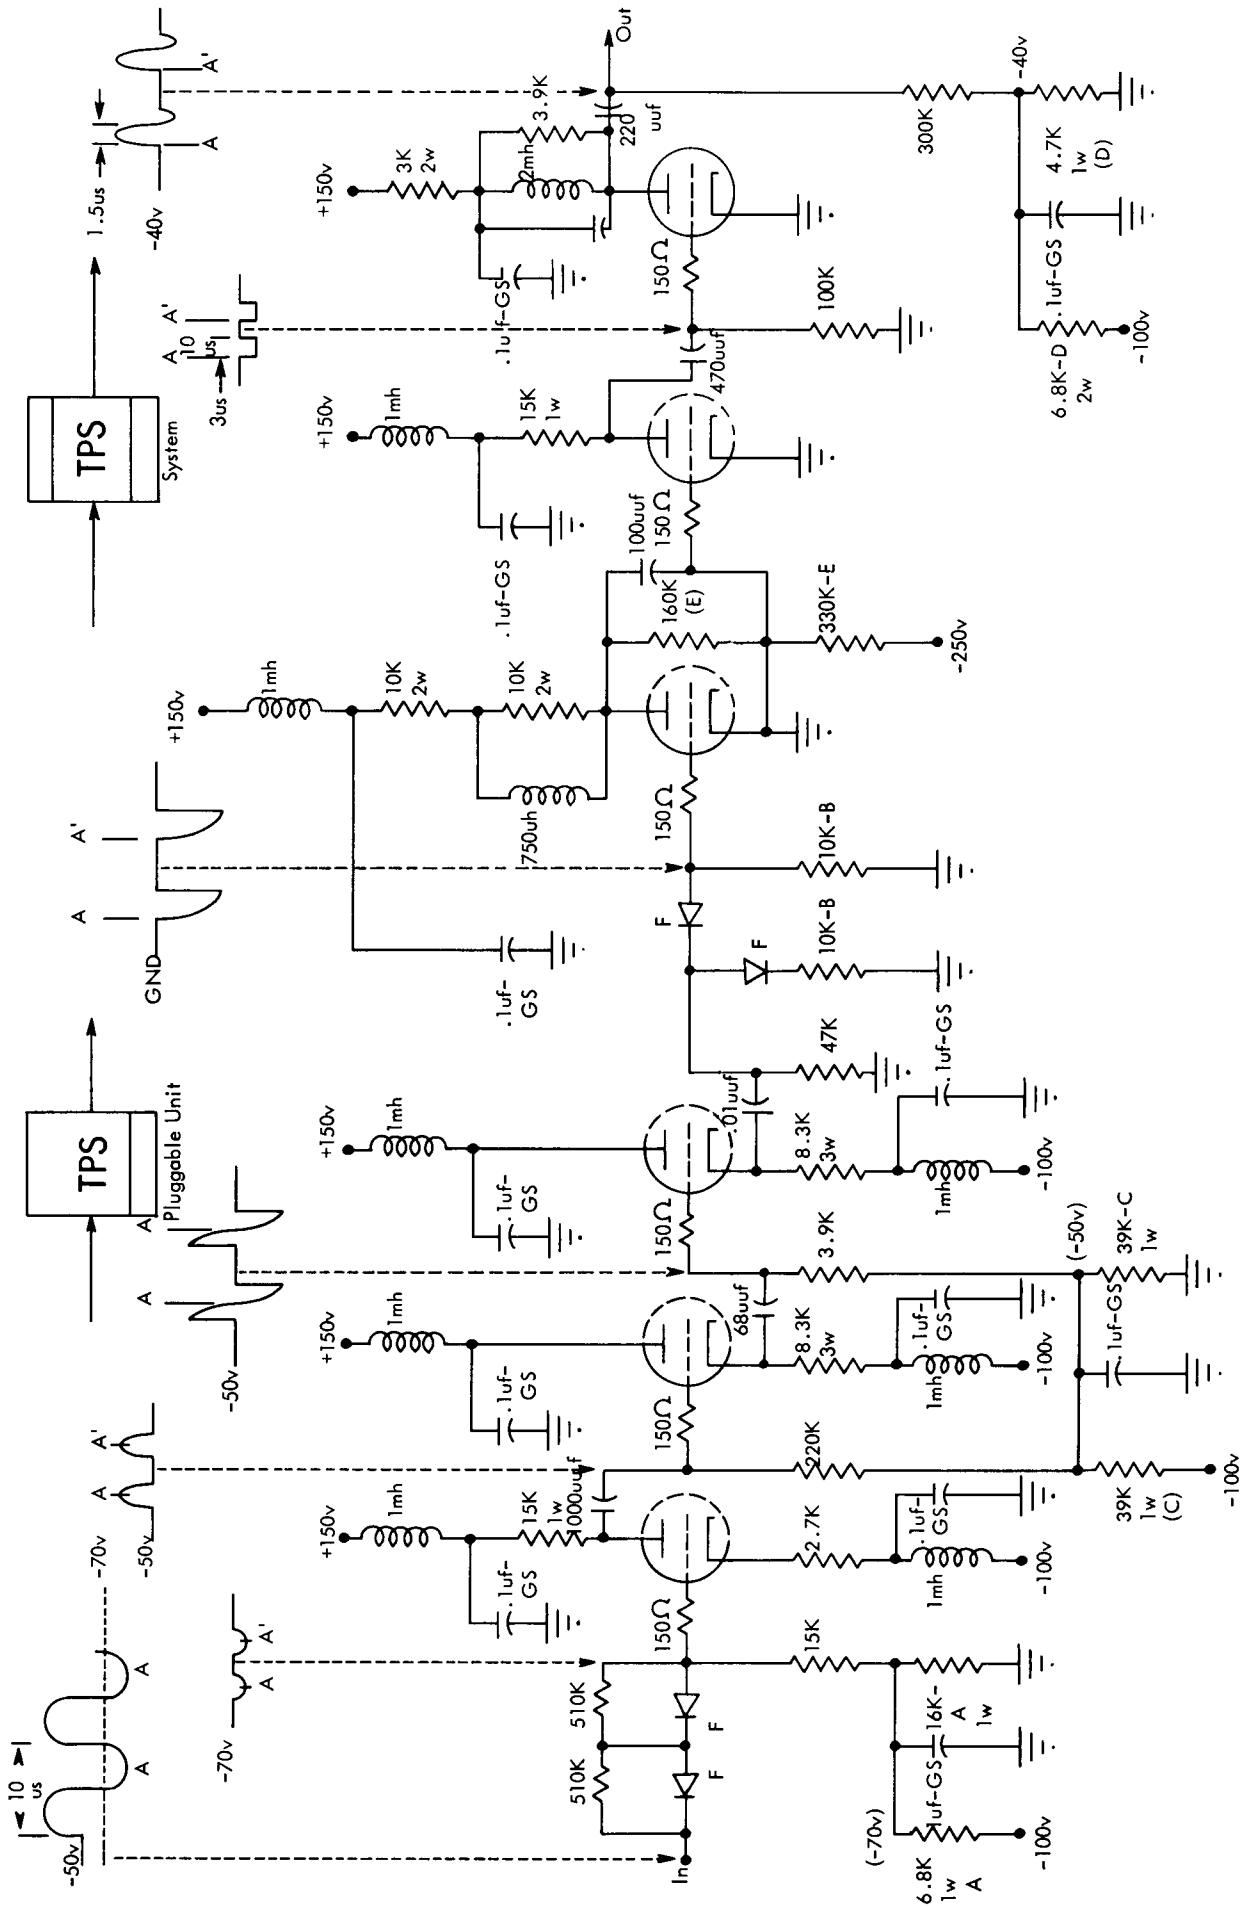 -50v
10
us
A
A
-70v
-50v
A
A'
-70v
A
A'
-50v
A
A
TPS
Pluggable Unit
GND
A
A'
TPS
System
3us
A
10
us
A'
1.5us
-40v
A
A'
In
510K
510K
F
F
(-70v)
6.8K
1w
A
-100v
.1uf-GS
16K-
A
1w
15K
150Ω
+150v
1mh
.1uf-
GS
15K
1w
1000uuf
2.7K
1mh
.1uf-
GS
-100v
220K
39K
1w
(C)
-100v
150Ω
+150v
1mh
.1uf-
GS
68uuf
8.3K
3w
1mh
.1uf-
GS
-100v
.1uf-GS
3.9K
(-50v)
39K-C
1w
150Ω
+150v
1mh
.1uf-
GS
.01uuf
8.3K
3w
1mh
.1uf-GS
-100v
47K
F
F
10K-B
10K-B
.1uf-
GS
150Ω
+150v
1mh
10K
2w
10K
2w
750uh
160K
(E)
100uuf
330K-E
-250v
150Ω
+150v
1mh
.1uf-GS
15K
1w
470uuf
100K
150Ω
+150v
3K
2w
.1uf-GS
2mh
3.9K
220
uuf
Out
300K
-40v
4.7K
1w
(D)
.1uf-GS
6.8K-D
2w
-100v